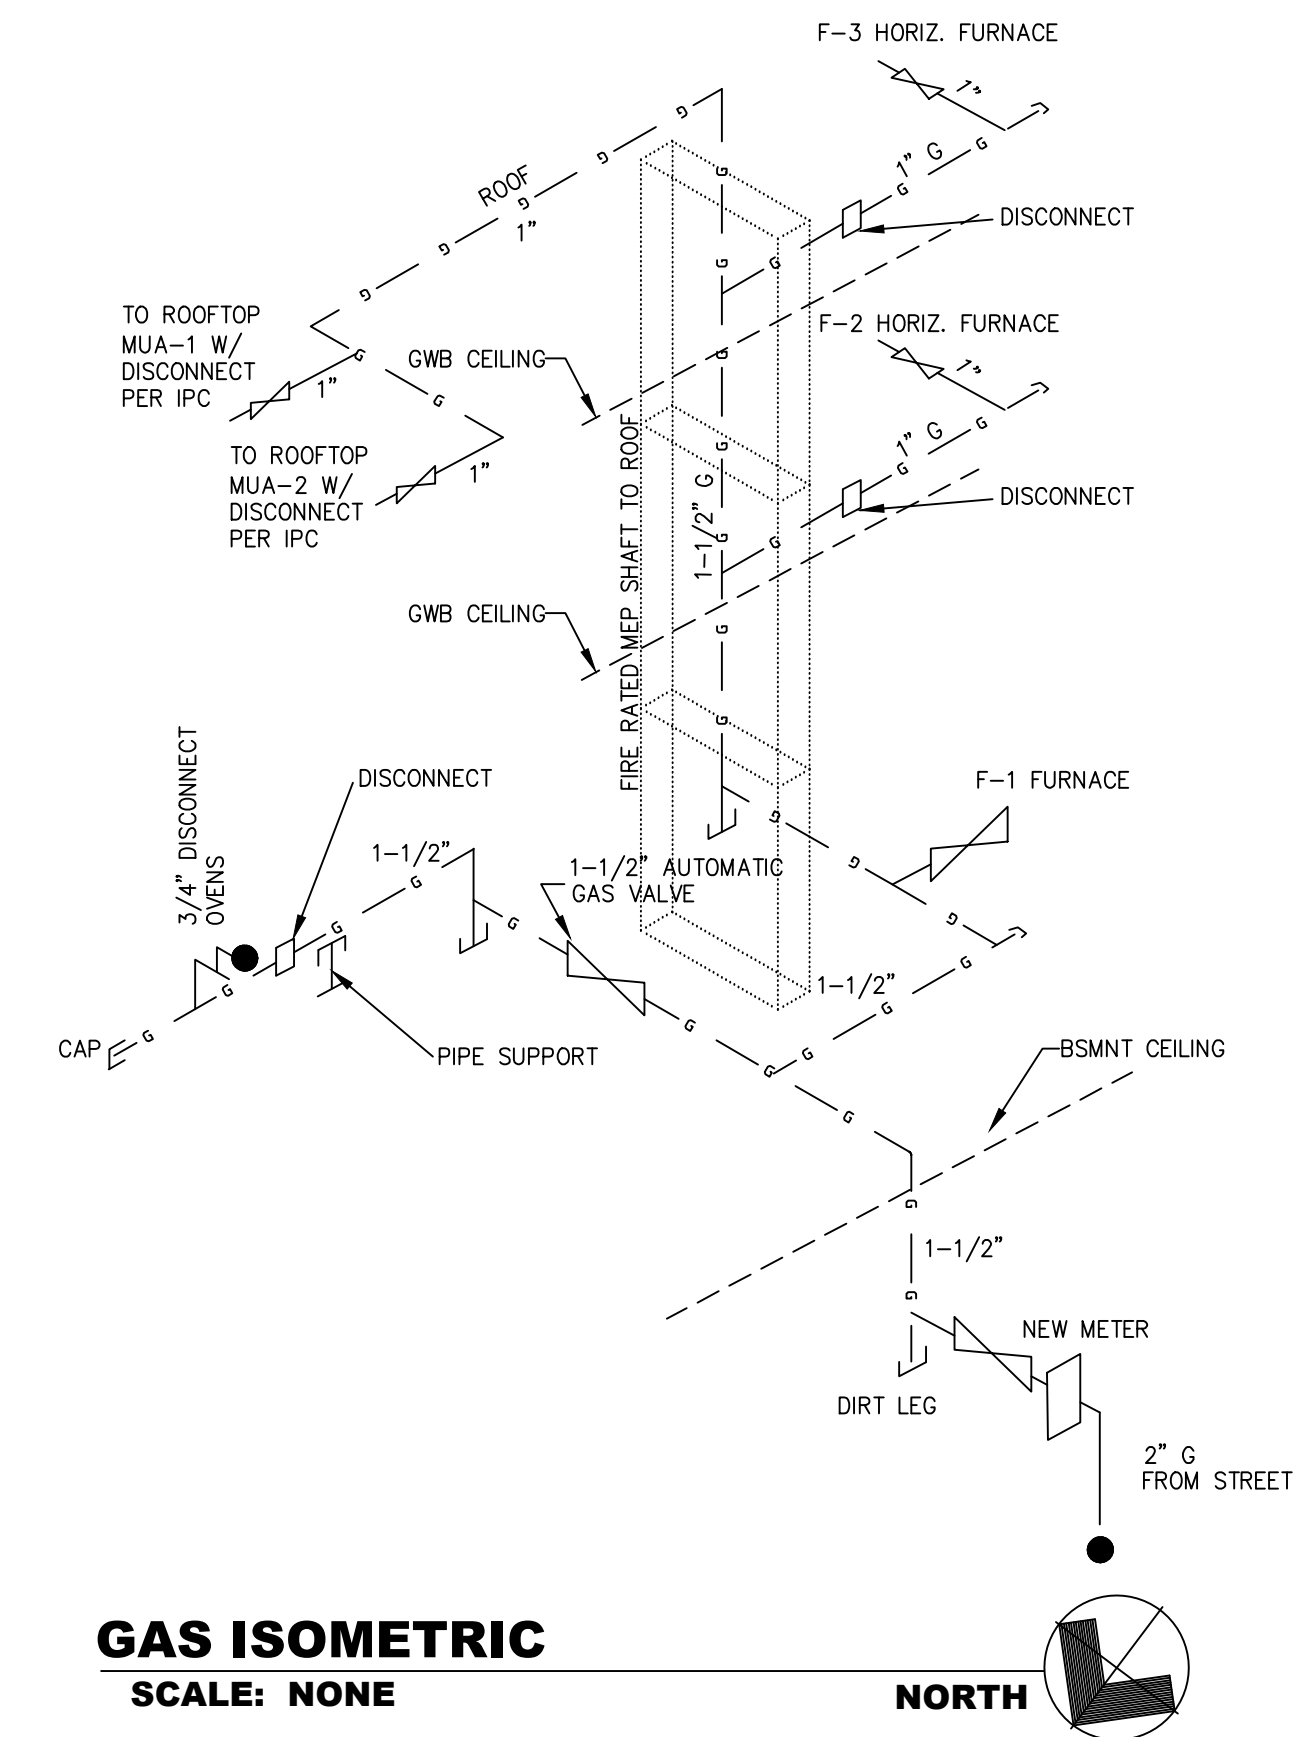 F-3 HORIZ. FURNACE
1"
G
G
1" G
G
G
G
ROOF
G
1"
G
G
G
DISCONNECT
G
G
TO ROOFTOP
MUA-1 W/
DISCONNECT
PER IPC
1"
G
G
GWB CEILING
G
F-2 HORIZ. FURNACE
1"
G
1" G
G
TO ROOFTOP
MUA-2 W/
DISCONNECT
PER IPC
1"
FIRE RATED MEP SHAFT TO ROOF
G
1-1/2" G
G
G
DISCONNECT
GWB CEILING
G
G
3/4" DISCONNECT
OVENS
DISCONNECT
1-1/2"
G
G
G
1-1/2" AUTOMATIC
GAS VALVE
G
G
G
F-1 FURNACE
G
1-1/2"
G
G
CAP
G
G
PIPE SUPPORT
G
G
G
BSMNT CEILING
G
1-1/2"
G
NEW METER
DIRT LEG
2" G
FROM STREET
GAS ISOMETRIC
SCALE: NONE
NORTH